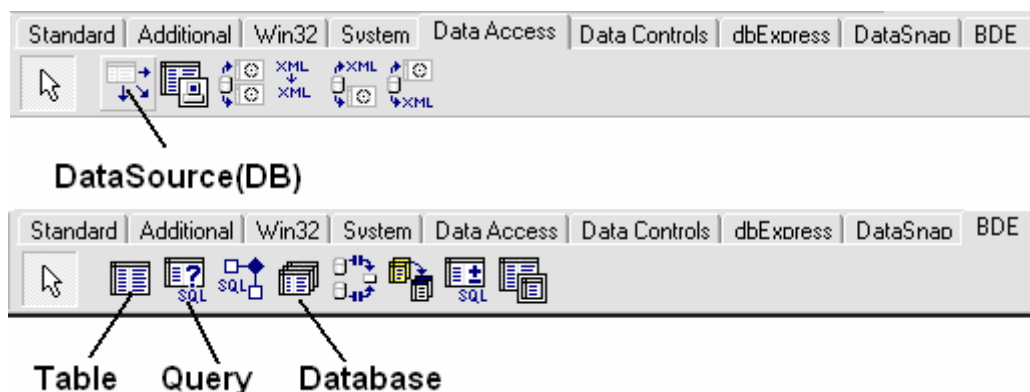 Standard Additional Win32 System Data Access Data Controls dbExpress DataSnap BDE
XML XML XML
XML XML
DataSource(DB)
Standard Additional Win32 System Data Access Data Controls dbExpress DataSnap BDE
? SQL SQL ± SQL
Table Query Database